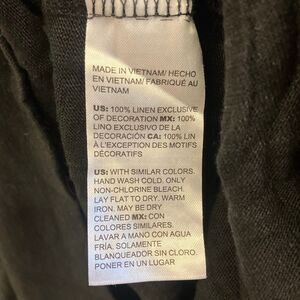 MADE IN VIETNAM/ HECHO
EN VIETNAM/ FABRIQUÉ AU
VIETNAM
US: 100% LINEN EXCLUSIVE
OF DECORATION MX: 100%
LINO EXCLUSIVO DE LA
DECORACIÓN CA: 100% LIN
À L'EXCEPTION DES MOTIFS
DÉCORATIFS
US: WITH SIMILAR COLORS.
HAND WASH COLD. ONLY
NON-CHLORINE BLEACH.
LAY FLAT TO DRY. WARM
IRON. MAY BE DRY
CLEANED MX: CON
COLORES SIMILARES.
LAVAR A MANO CON AGUA
FRÍA. SOLAMENTE
BLANQUEADOR SIN CLORO.
PONER EN UN LUGAR